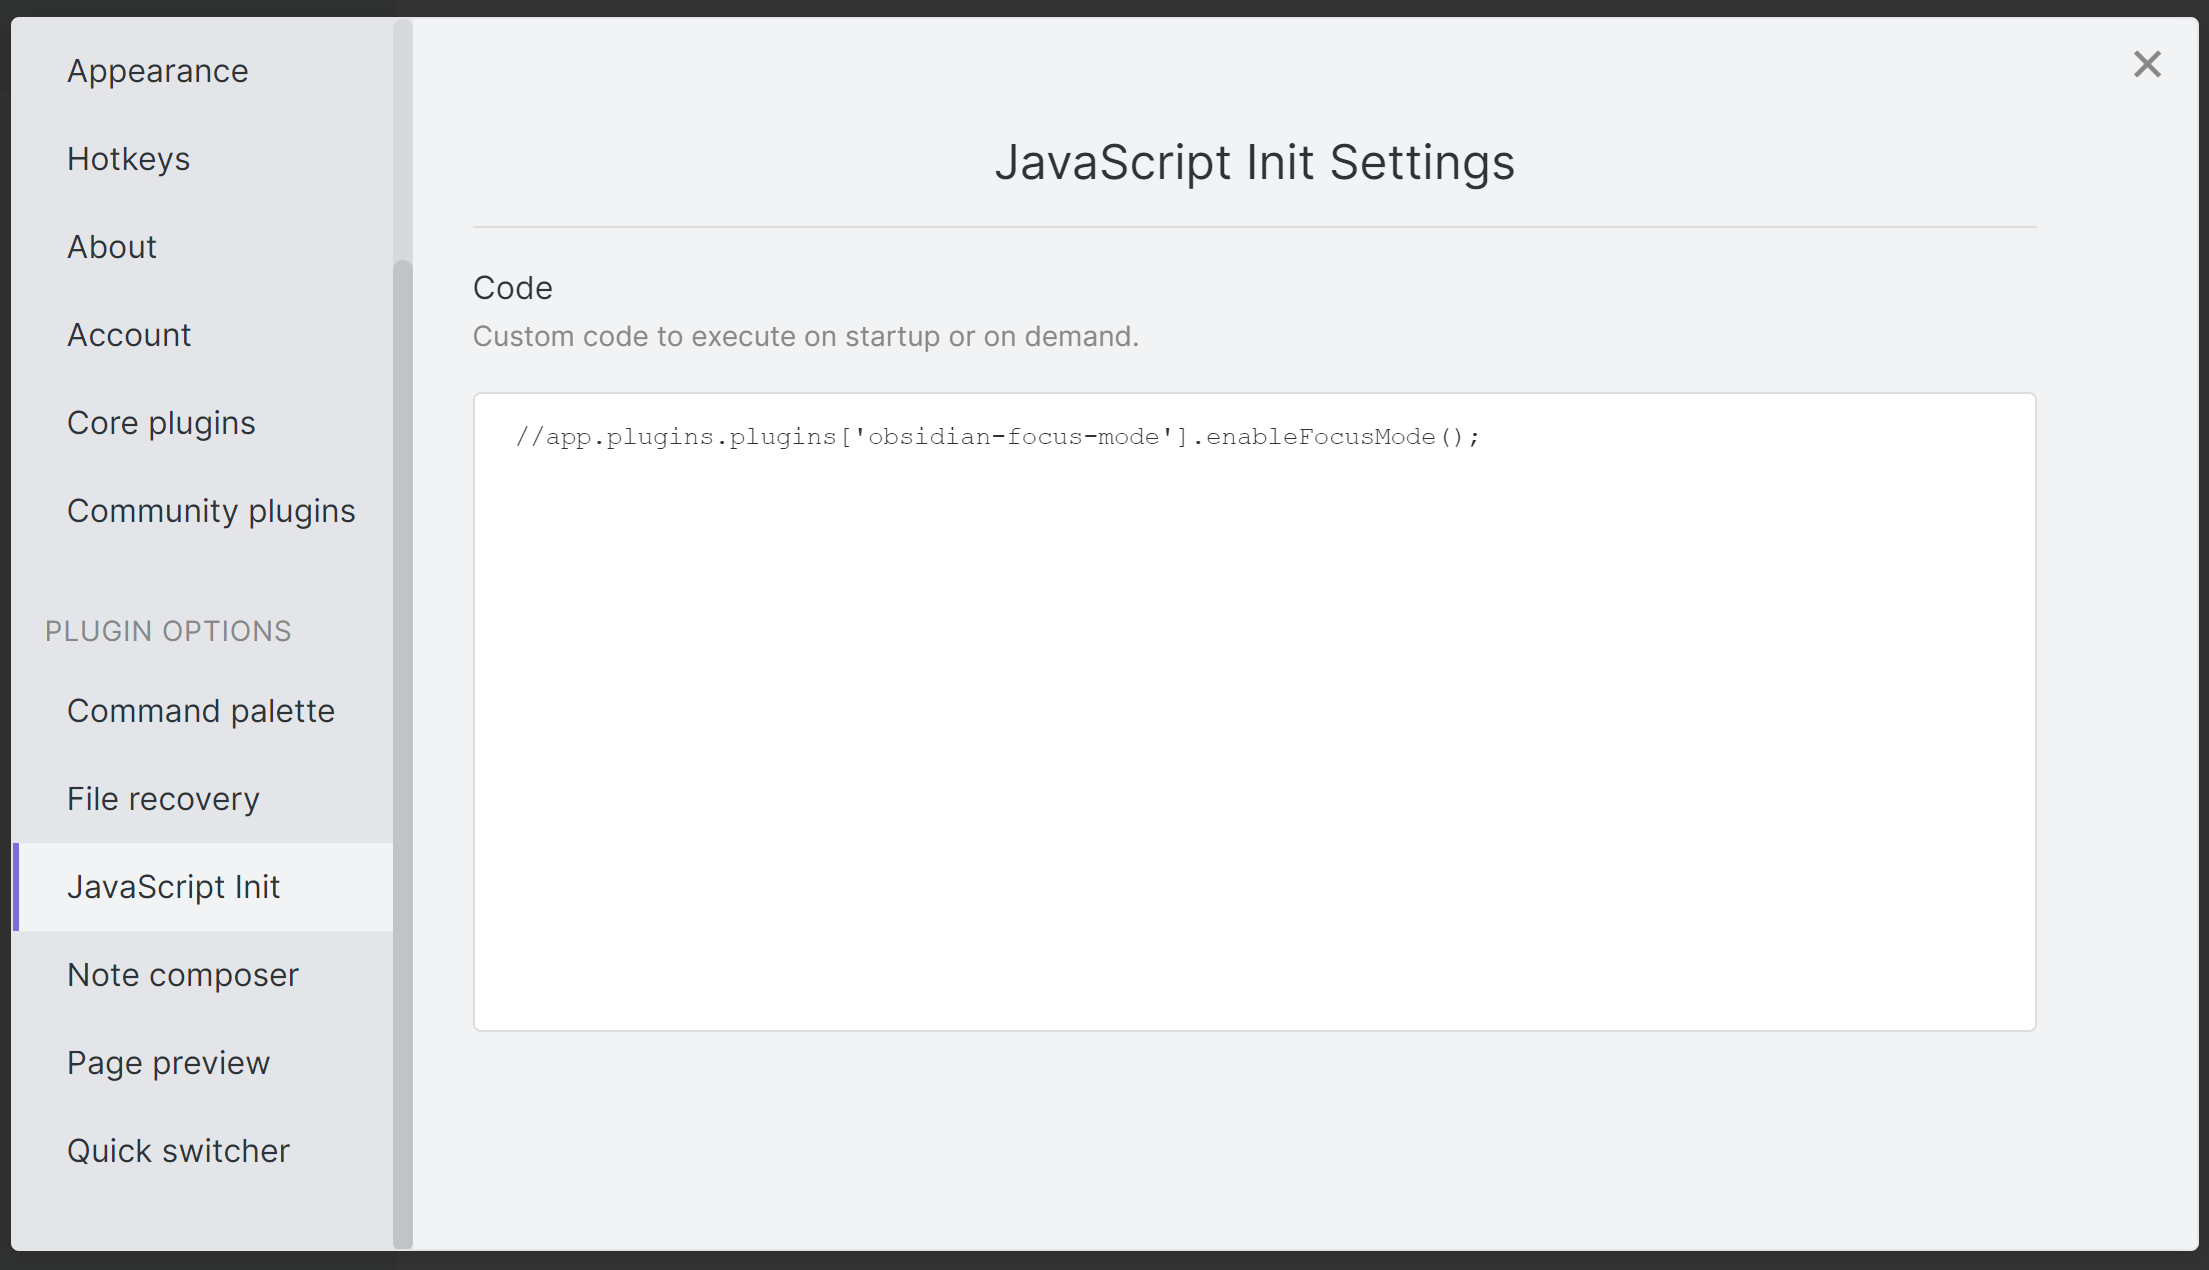 Appearance
Hotkeys
About
Account
Core plugins
Community plugins
PLUGIN OPTIONS
Command palette
File recovery
JavaScript Init
Note composer
Page preview
Quick switcher
JavaScript Init Settings
Code
Custom code to execute on startup or on demand.
//app.plugins.plugins['obsidian-focus-mode'].enableFocusMode();